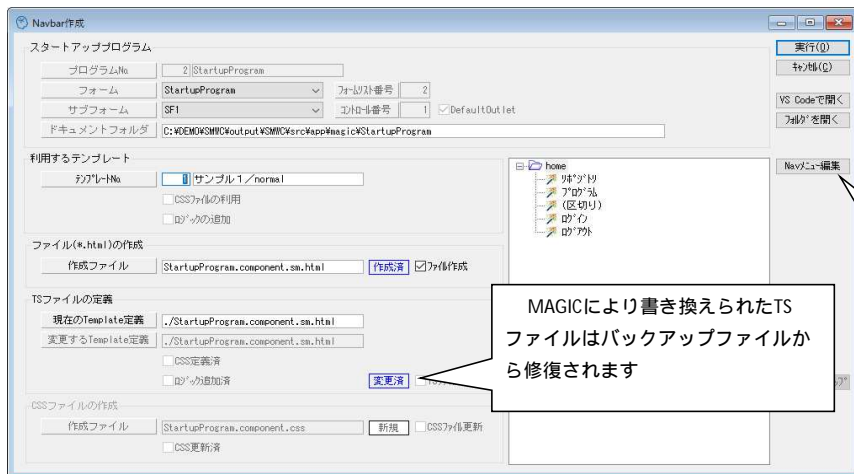 Navbar作成
スタートアッププログラム
プログラムNo 2 StartupProgram
フォーム StartupProgram フォームリスト番号 2
サブフォーム SF1 コントロール番号 1 DefaultOutlet
ドキュメントフォルダ C:¥DEMO¥SMWC¥output¥SMWC¥src¥app¥magic¥StartupProgram
利用するテンプレート
テンプレートNo 1 サンプル1/normal
CSSファイルの利用
ロジックの追加
ファイル(*.html)の作成
作成ファイル StartupProgram.component.sm.html 作成済 ファイル作成
TSファイルの定義
現在のTemplate定義 ./StartupProgram.component.sm.html
変更するTemplate定義 ./StartupProgram.component.sm.html
CSS定義済
ロジック追加済 変更済
CSSファイルの作成
作成ファイル StartupProgram.component.css 新規 CSSファイル更新
CSS更新済
home
リポジトリ
プログラム
(区切り)
ログイン
ログアウト
MAGICにより書き換えられたTS
ファイルはバックアップファイルか
ら修復されます
実行(O)
キャンセル(C)
VS Codeで開く
フォルダを開く
Navメニュー編集